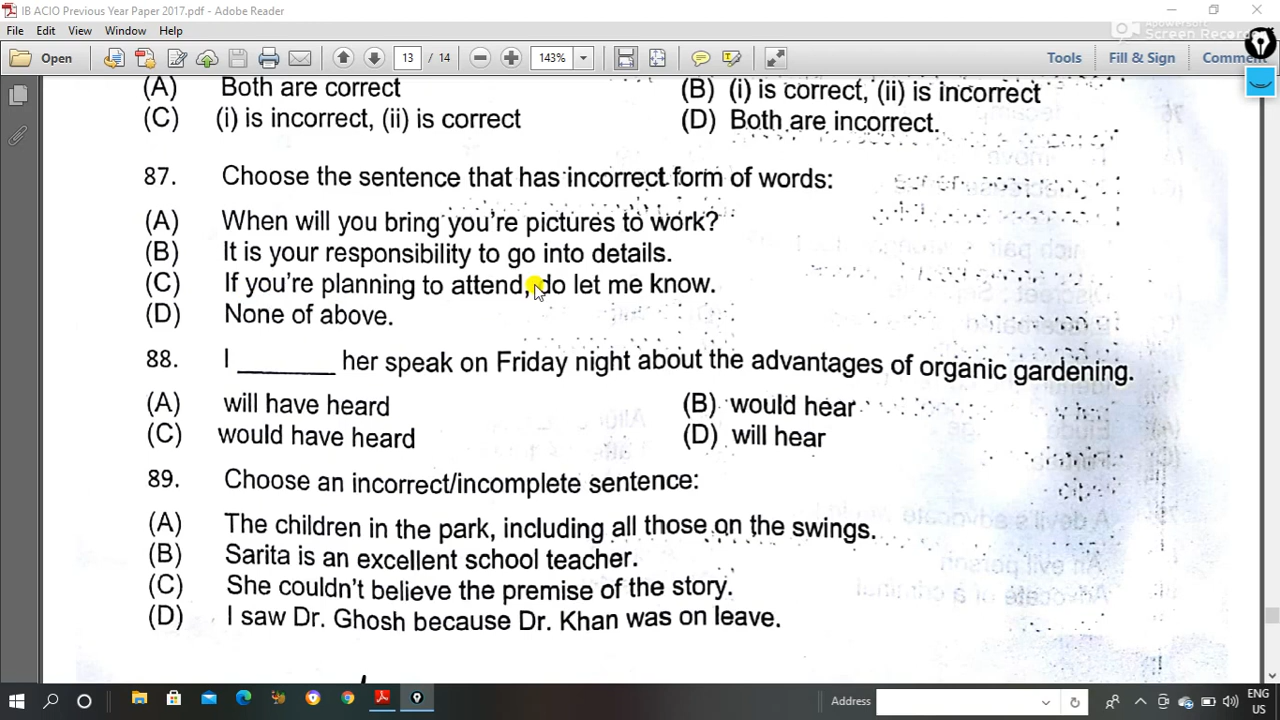 IB ACIO Previous Year Paper 2017.pdf - Adobe Reader
File Edit View Window Help
Apowersoft
Screen Recorder
Open 13 / 14 143% Tools Fill & Sign Comment
(A) Both are correct (B) (i) is correct, (ii) is incorrect
(C) (i) is incorrect, (ii) is correct (D) Both are incorrect.
87. Choose the sentence that has incorrect form of words:
(A) When will you bring you're pictures to work?
(B) It is your responsibility to go into details.
(C) If you're planning to attend, do let me know.
(D) None of above.
88. I _______ her speak on Friday night about the advantages of organic gardening.
(A) will have heard (B) would hear
(C) would have heard (D) will hear
89. Choose an incorrect/incomplete sentence:
(A) The children in the park, including all those on the swings.
(B) Sarita is an excellent school teacher.
(C) She couldn't believe the premise of the story.
(D) I saw Dr. Ghosh because Dr. Khan was on leave.
Address ENG
US